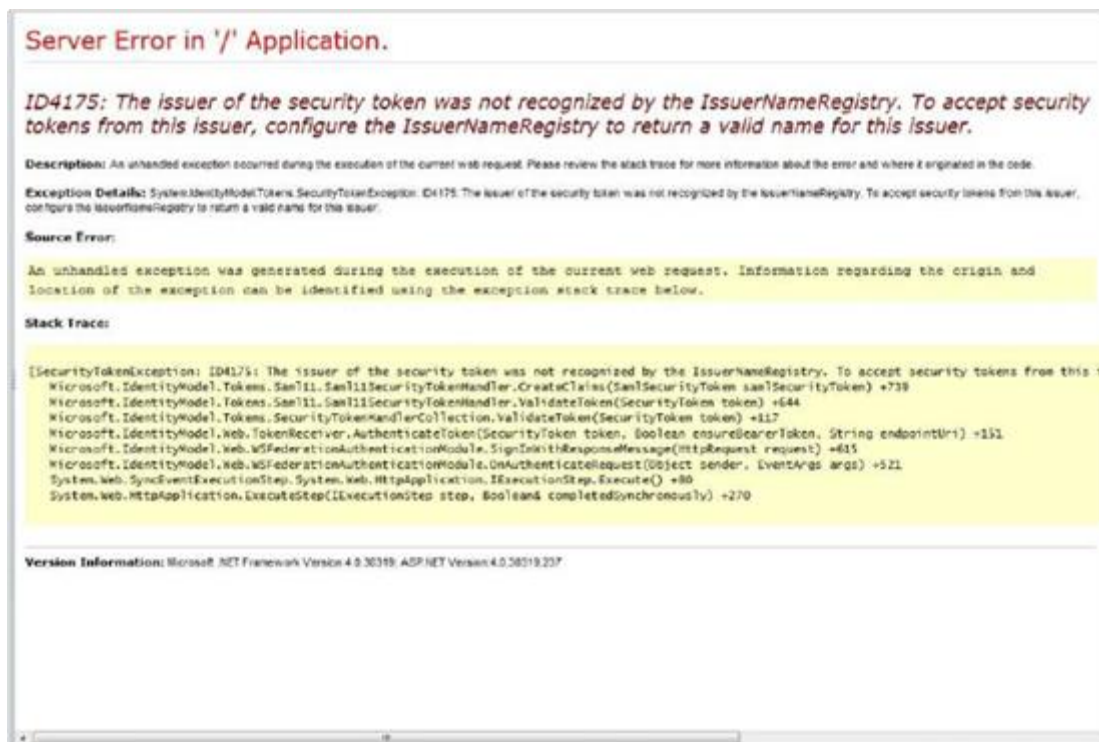 Server Error in '/' Application.
ID4175: The issuer of the security token was not recognized by the IssuerNameRegistry. To accept security
tokens from this issuer, configure the IssuerNameRegistry to return a valid name for this issuer.
Description: An unhandled exception occurred during the execution of the current web request. Please review the stack trace for more information about the error and where it originated in the code.
Exception Details: System.IdentityModel.Tokens.SecurityTokenException: ID4175: The issuer of the security token was not recognized by the IssuerNameRegistry. To accept security tokens from this issuer,
configure the IssuerNameRegistry to return a valid name for this issuer.
Source Error:
An unhandled exception was generated during the execution of the current web request. Information regarding the origin and
location of the exception can be identified using the exception stack trace below.
Stack Trace:
[SecurityTokenException: ID4175: The issuer of the security token was not recognized by the IssuerNameRegistry. To accept security tokens from this
Microsoft.IdentityModel.Tokens.Saml11.Saml11SecurityTokenHandler.CreateClaims(SamlSecurityToken samlSecurityToken) +739
Microsoft.IdentityModel.Tokens.Saml11.Saml11SecurityTokenHandler.ValidateToken(SecurityToken token) +644
Microsoft.IdentityModel.Tokens.SecurityTokenHandlerCollection.ValidateToken(SecurityToken token) +117
Microsoft.IdentityModel.Web.TokenReceiver.AuthenticateToken(SecurityToken token, Boolean ensureBearerToken, String endpointUri) +151
Microsoft.IdentityModel.Web.WSFederationAuthenticationModule.SignInWithResponseMessage(HttpRequest request) +615
Microsoft.IdentityModel.Web.WSFederationAuthenticationModule.OnAuthenticateRequest(Object sender, EventArgs args) +521
System.Web.SyncEventExecutionStep.System.Web.HttpApplication.IExecutionStep.Execute() +80
System.Web.HttpApplication.ExecuteStep(IExecutionStep step, Boolean& completedSynchronously) +270
Version Information: Microsoft .NET Framework Version:4.0.30319; ASP.NET Version:4.0.30319.237